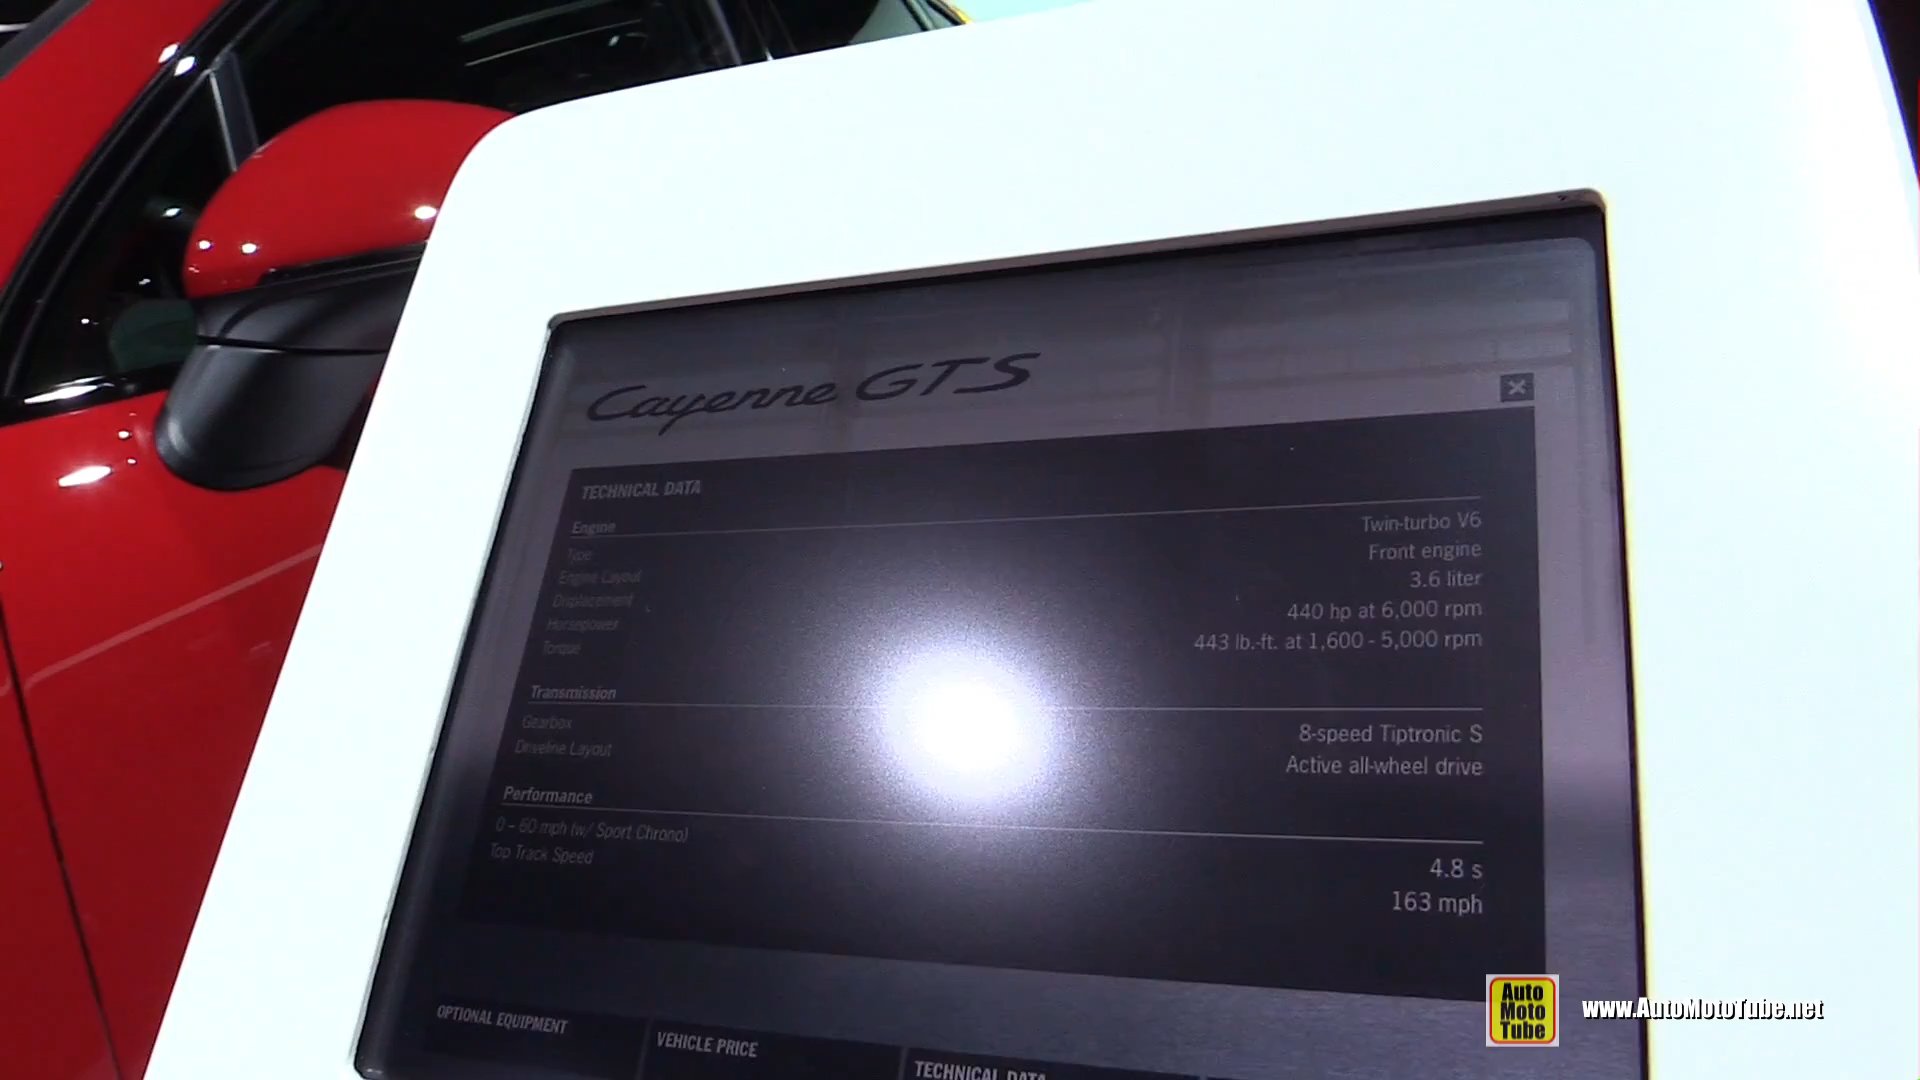 Cayenne GTS
TECHNICAL DATA
Engine
Type Twin-turbo V6
Engine Layout Front engine
Displacement 3.6 liter
Horsepower 440 hp at 6,000 rpm
Torque 443 lb.-ft. at 1,600 - 5,000 rpm
Transmission
Gearbox 8-speed Tiptronic S
Driveline Layout Active all-wheel drive
Performance
0 – 60 mph (w/ Sport Chrono) 4.8 s
Top Track Speed 163 mph
OPTIONAL EQUIPMENT
VEHICLE PRICE
TECHNICAL DATA
Auto
Moto
Tube
www.AutoMotoTube.net